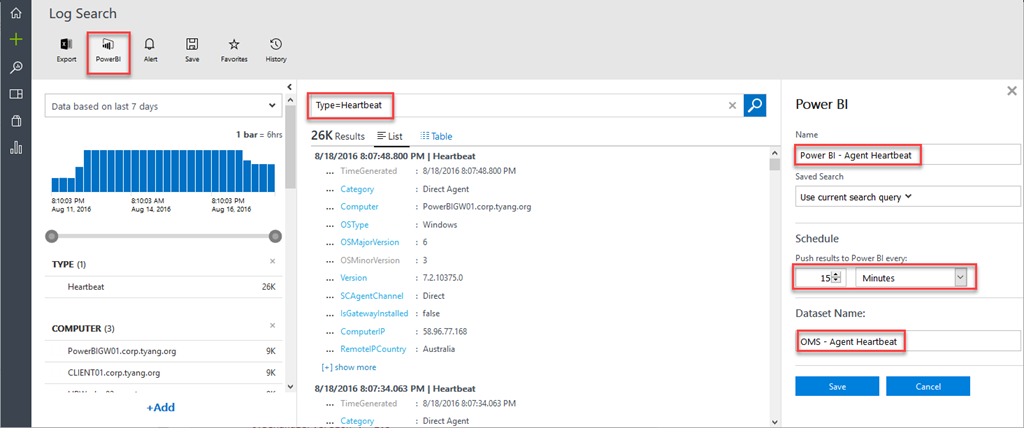 Log Search
Export
PowerBI
Alert
Save
Favorites
History
Data based on last 7 days
1 bar = 6hrs
8:10:03 PM
Aug 11, 2016
8:10:03 AM
Aug 14, 2016
8:10:03 PM
Aug 16, 2016
TYPE (1)
Heartbeat 26K
COMPUTER (3)
PowerBIGW01.corp.tyang.org 9K
CLIENT01.corp.tyang.org 9K
+Add
Type=Heartbeat
26K Results List Table
8/18/2016 8:07:48.800 PM | Heartbeat
... TimeGenerated : 8/18/2016 8:07:48.800 PM
... Category : Direct Agent
... Computer : PowerBIGW01.corp.tyang.org
... OSType : Windows
... OSMajorVersion : 6
... OSMinorVersion : 3
... Version : 7.2.10375.0
... SCAgentChannel : Direct
... IsGatewayInstalled : false
... ComputerIP : 58.96.77.168
... RemoteIPCountry : Australia
[+] show more
8/18/2016 8:07:34.063 PM | Heartbeat
... TimeGenerated : 8/18/2016 8:07:34.063 PM
... Category : Direct Agent
Power BI
Name
Power BI - Agent Heartbeat
Saved Search
Use current search query
Schedule
Push results to Power BI every:
15 Minutes
Dataset Name:
OMS - Agent Heartbeat
Save Cancel